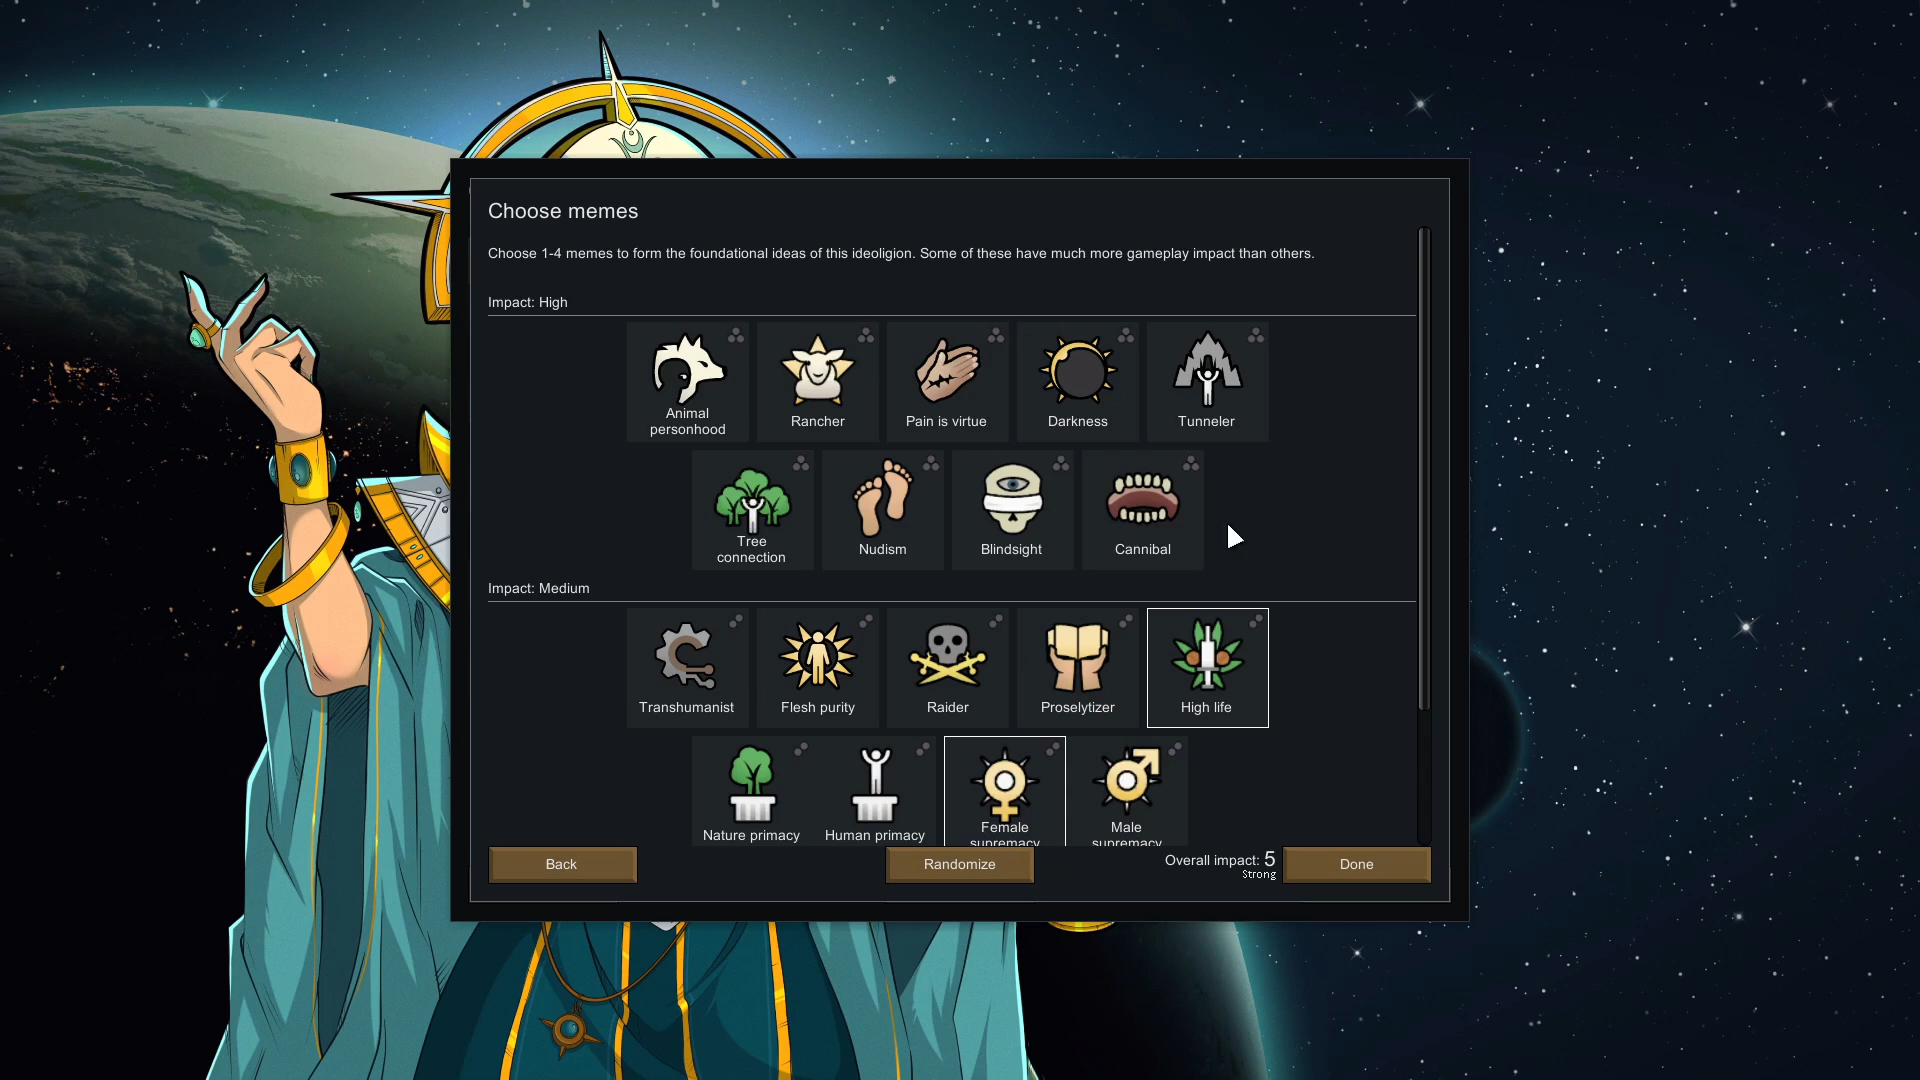 Choose memes
Choose 1-4 memes to form the foundational ideas of this ideoligion. Some of these have much more gameplay impact than others.
Impact: High
Animal
personhood
Rancher
Pain is virtue
Darkness
Tunneler
Tree
connection
Nudism
Blindsight
Cannibal
Impact: Medium
Transhumanist
Flesh purity
Raider
Proselytizer
High life
Nature primacy
Human primacy
Female
supremacy
Male
supremacy
Back
Randomize
Overall impact: 5
Strong
Done